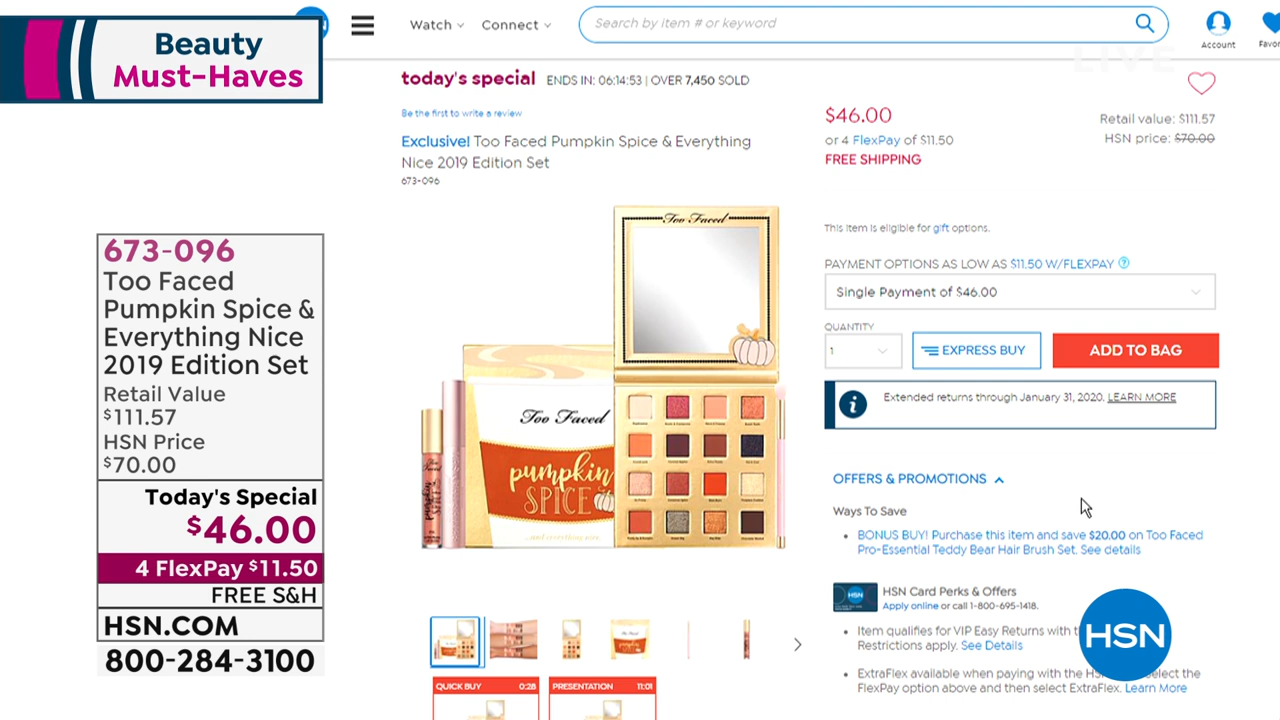 Beauty
Must-Haves
Watch
Connect
Search by item # or keyword
Account
LIVE
today's special ENDS IN: 06:14:53 | OVER 7,450 SOLD
Be the first to write a review
Exclusive! Too Faced Pumpkin Spice & Everything
Nice 2019 Edition Set
673-096
$46.00
or 4 FlexPay of $11.50
FREE SHIPPING
Retail value: $111.57
HSN price: $70.00
This item is eligible for gift options.
PAYMENT OPTIONS AS LOW AS $11.50 W/FLEXPAY
Single Payment of $46.00
QUANTITY
1
EXPRESS BUY
ADD TO BAG
Extended returns through January 31, 2020. LEARN MORE
OFFERS & PROMOTIONS
Ways To Save
BONUS BUY! Purchase this item and save $20.00 on Too Faced
Pro-Essential Teddy Bear Hair Brush Set. See details
HSN Card Perks & Offers
Apply online or call 1-800-695-1418.
Item qualifies for VIP Easy Returns with
Restrictions apply. See Details
ExtraFlex available when paying with the select the
FlexPay option above and then select ExtraFlex. Learn More
HSN
Too Faced
Too Faced
pumpkin
SPICE
...and everything nice
QUICK BUY 0:28
PRESENTATION 11:01
673-096
Too Faced
Pumpkin Spice &
Everything Nice
2019 Edition Set
Retail Value
$111.57
HSN Price
$70.00
Today's Special
$46.00
4 FlexPay $11.50
FREE S&H
HSN.COM
800-284-3100